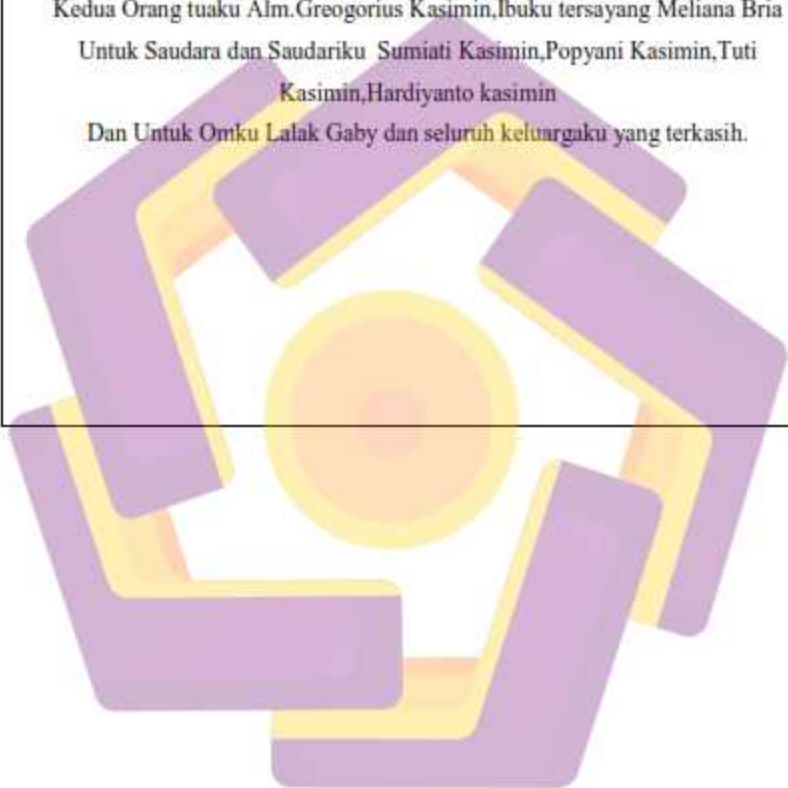 Kedua Orang tuaku Alm.Greogorius Kasimin,Ibuku tersayang Meliana Bria
Untuk Saudara dan Saudariku Sumiati Kasimin,Popyani Kasimin,Tuti
Kasimin,Hardiyanto kasimin
Dan Untuk Omku Lalak Gaby dan seluruh keluargaku yang terkasih.